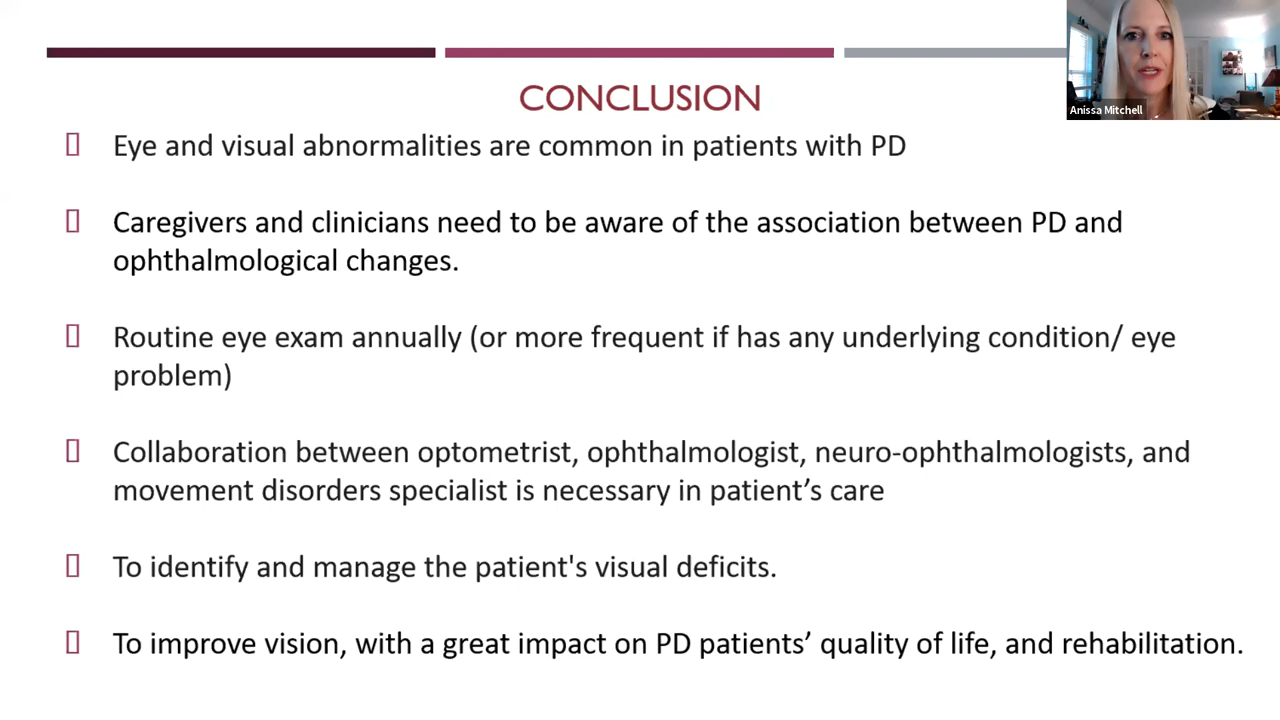 CONCLUSION
Anissa Mitchell
Eye and visual abnormalities are common in patients with PD
Caregivers and clinicians need to be aware of the association between PD and
ophthalmological changes.
Routine eye exam annually (or more frequent if has any underlying condition/ eye
problem)
Collaboration between optometrist, ophthalmologist, neuro-ophthalmologists, and
movement disorders specialist is necessary in patient’s care
To identify and manage the patient's visual deficits.
To improve vision, with a great impact on PD patients’ quality of life, and rehabilitation.